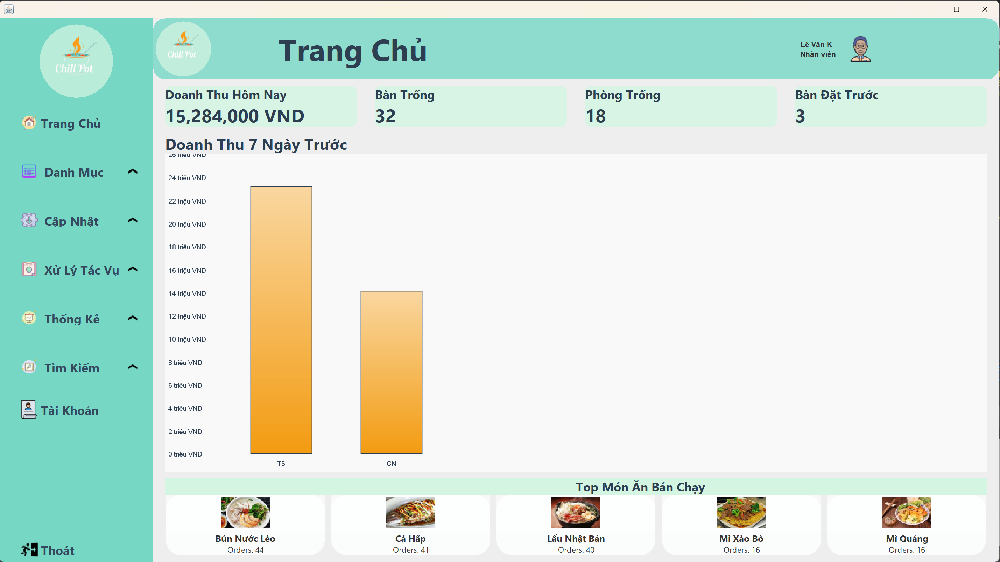 Chill Pot
Trang Chủ
Danh Mục
Cập Nhật
Xử Lý Tác Vụ
Thống Kê
Tìm Kiếm
Tài Khoản
Thoát
Chill Pot
Trang Chủ
Lê Văn K
Nhân viên
Doanh Thu Hôm Nay
15,284,000 VND
Bàn Trống
32
Phòng Trống
18
Bàn Đặt Trước
3
Doanh Thu 7 Ngày Trước
26 triệu VND
24 triệu VND
22 triệu VND
20 triệu VND
18 triệu VND
16 triệu VND
14 triệu VND
12 triệu VND
10 triệu VND
8 triệu VND
6 triệu VND
4 triệu VND
2 triệu VND
0 triệu VND
T6
CN
Top Món Ăn Bán Chạy
Bún Nước Lèo
Orders: 44
Cá Hấp
Orders: 41
Lẩu Nhật Bản
Orders: 40
Mì Xào Bò
Orders: 16
Mì Quảng
Orders: 16